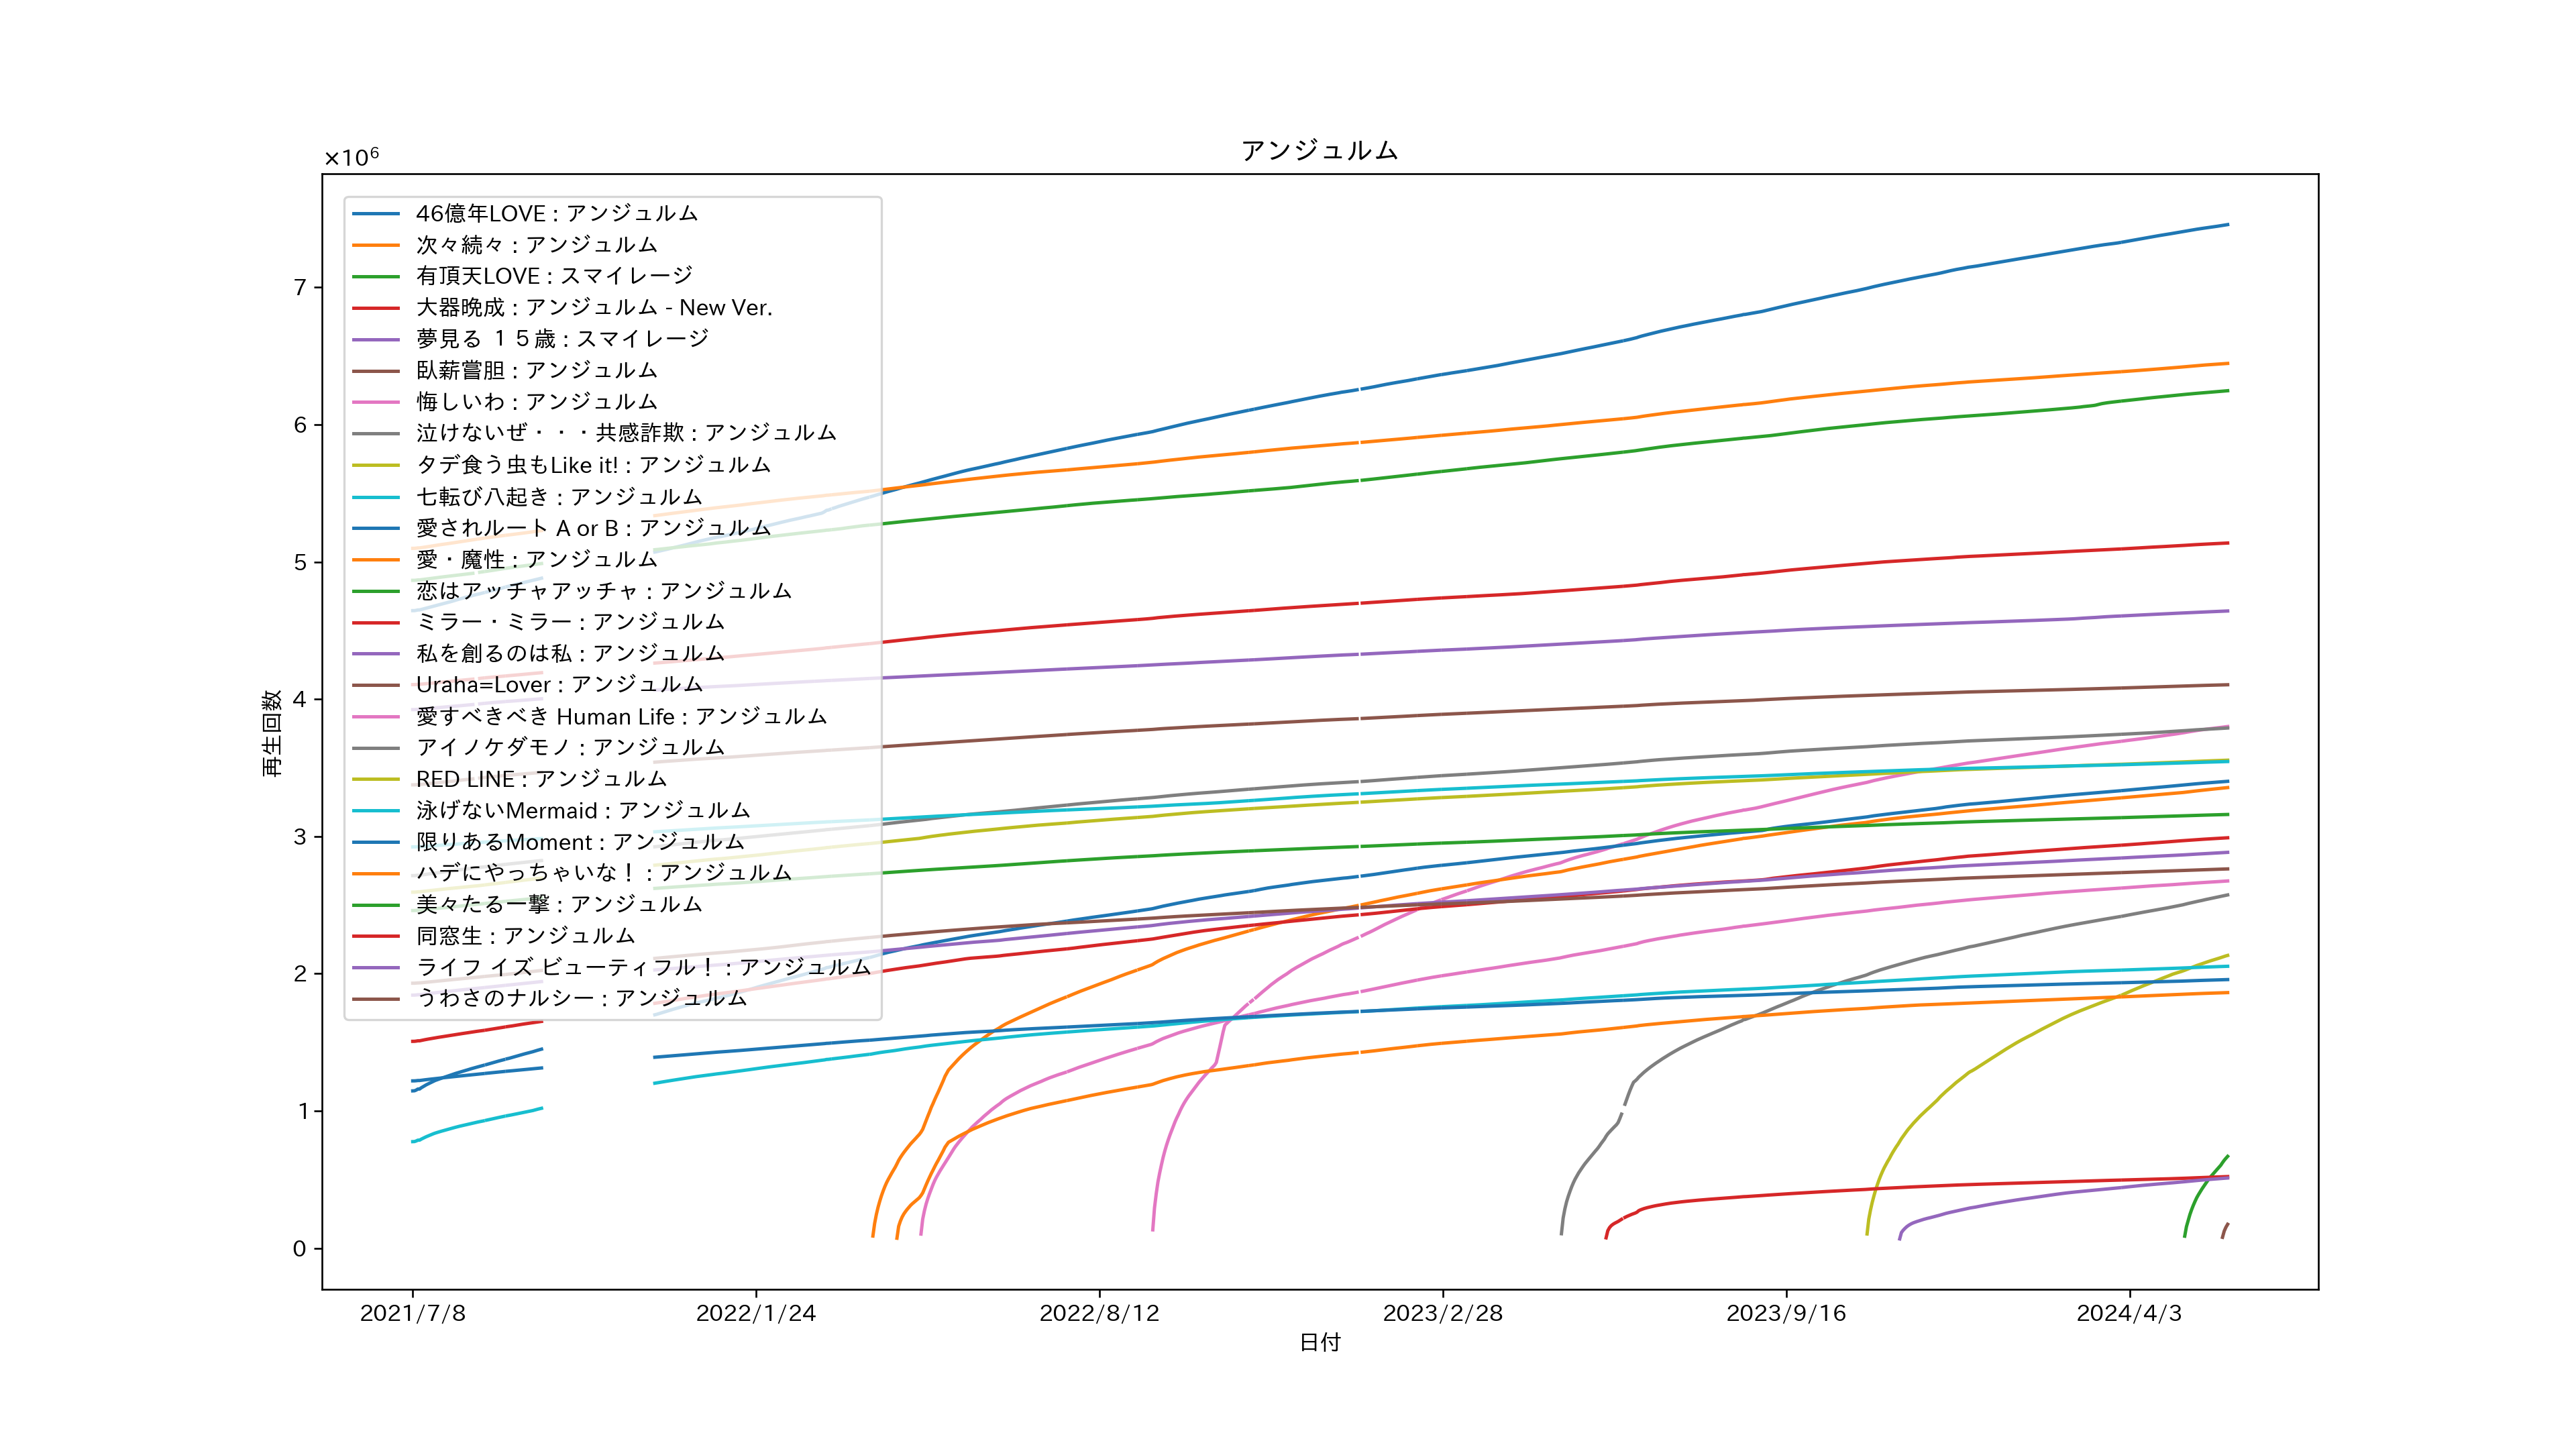 アンジュルム
×10⁶
46億年LOVE : アンジュルム
次々続々 : アンジュルム
有頂天LOVE : スマイレージ
大器晩成 : アンジュルム - New Ver.
夢見る １５歳 : スマイレージ
臥薪嘗胆 : アンジュルム
悔しいわ : アンジュルム
泣けないぜ・・・共感詐欺 : アンジュルム
タデ食う虫もLike it! : アンジュルム
七転び八起き : アンジュルム
愛されルート A or B : アンジュルム
愛・魔性 : アンジュルム
恋はアッチャアッチャ : アンジュルム
ミラー・ミラー : アンジュルム
私を創るのは私 : アンジュルム
Uraha=Lover : アンジュルム
愛すべきべき Human Life : アンジュルム
アイノケダモノ : アンジュルム
RED LINE : アンジュルム
泳げないMermaid : アンジュルム
限りあるMoment : アンジュルム
ハデにやっちゃいな！ : アンジュルム
美々たる一撃 : アンジュルム
同窓生 : アンジュルム
ライフ イズ ビューティフル！ : アンジュルム
うわさのナルシー : アンジュルム
7
6
5
4
3
2
1
0
再生回数
2021/7/8
2022/1/24
2022/8/12
2023/2/28
2023/9/16
2024/4/3
日付